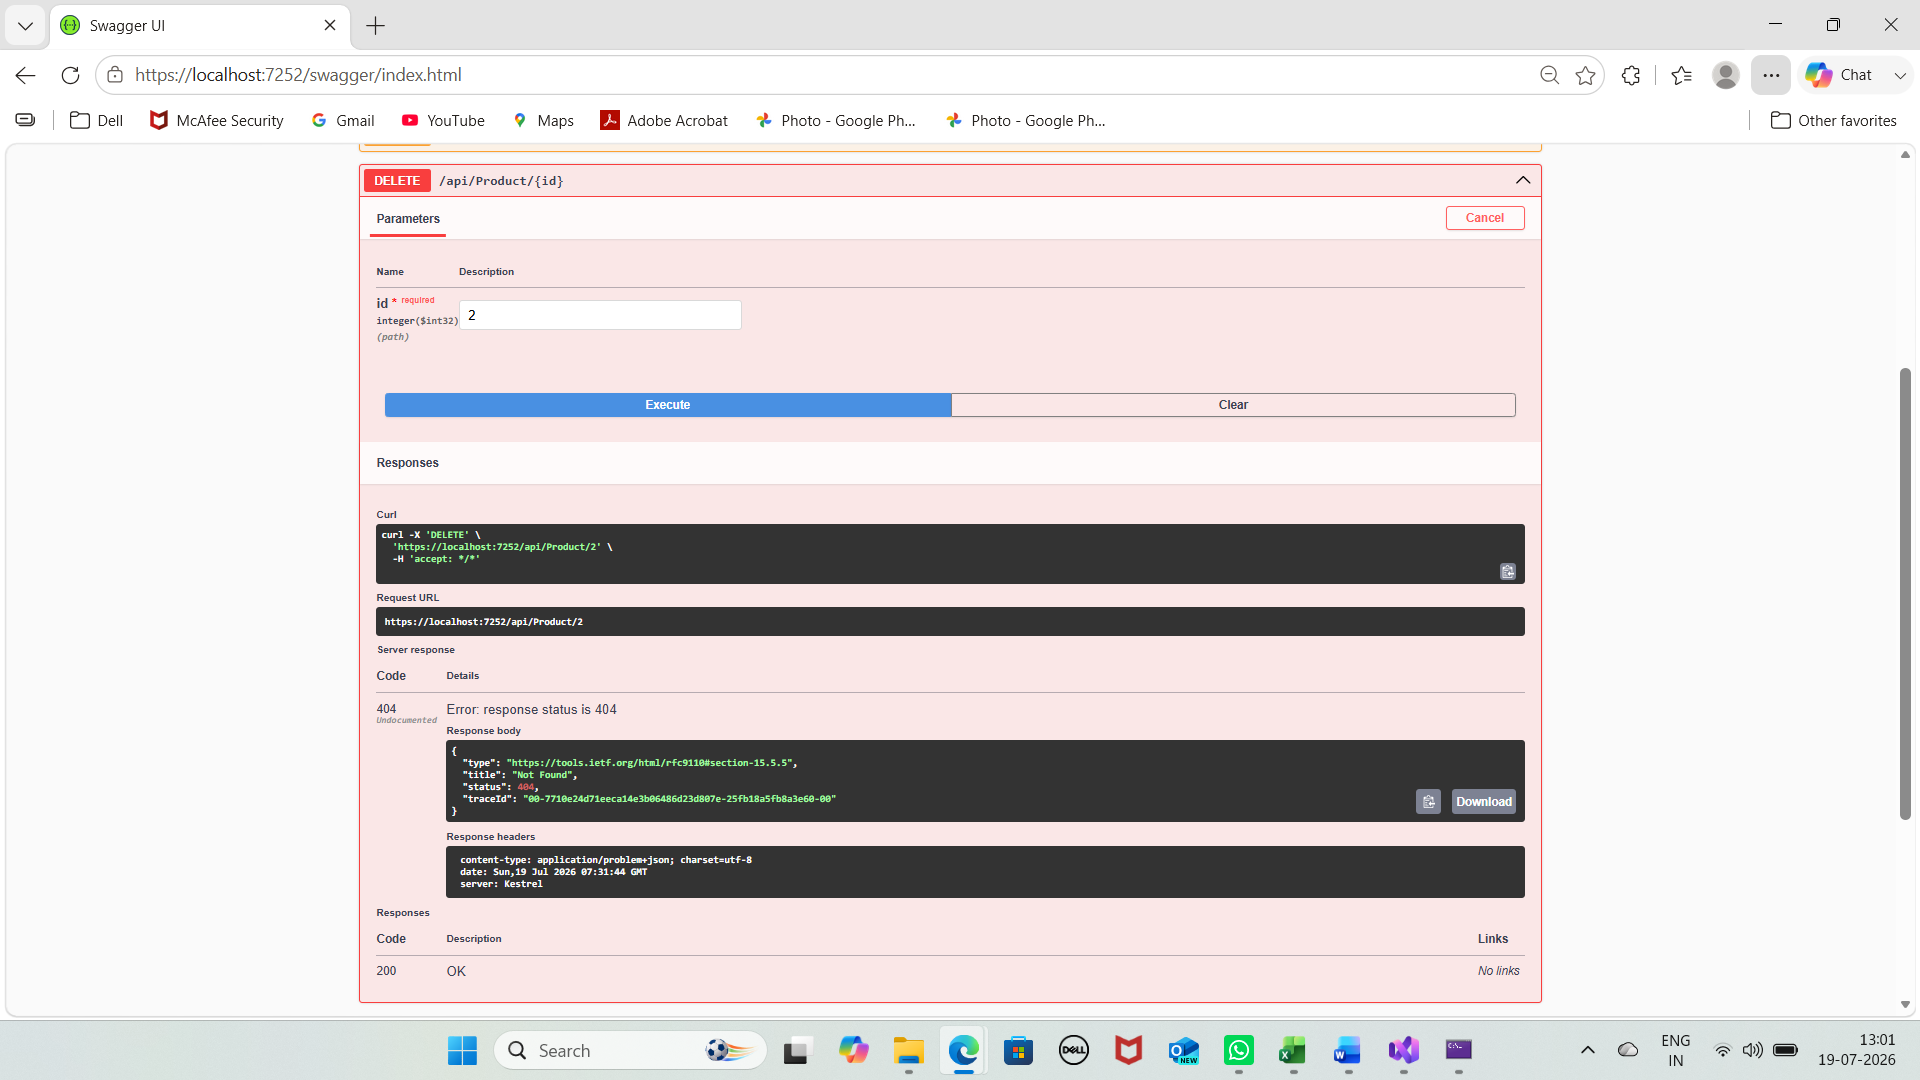 Swagger UI
https://localhost:7252/swagger/index.html
Chat
Dell
McAfee Security
Gmail
YouTube
Maps
Adobe Acrobat
Photo - Google Ph...
Photo - Google Ph...
Other favorites
DELETE /api/Product/{id}
Parameters
Cancel
Name Description
id * required
integer($int32)
(path)
2
Execute
Clear
Responses
Curl
curl -X 'DELETE' \
'https://localhost:7252/api/Product/2' \
-H 'accept: */*'
Request URL
https://localhost:7252/api/Product/2
Server response
Code Details
404
Undocumented
Error: response status is 404
Response body
{
"type": "https://tools.ietf.org/html/rfc9110#section-15.5.5",
"title": "Not Found",
"status": 404,
"traceId": "00-7710e24d71eeca14e3b06486d23d807e-25fb18a5fb8a3e60-00"
}
Download
Response headers
content-type: application/problem+json; charset=utf-8
date: Sun,19 Jul 2026 07:31:44 GMT
server: Kestrel
Responses
Code Description Links
200 OK No links
Search
DELL
NEW
ENG
IN
13:01
19-07-2026